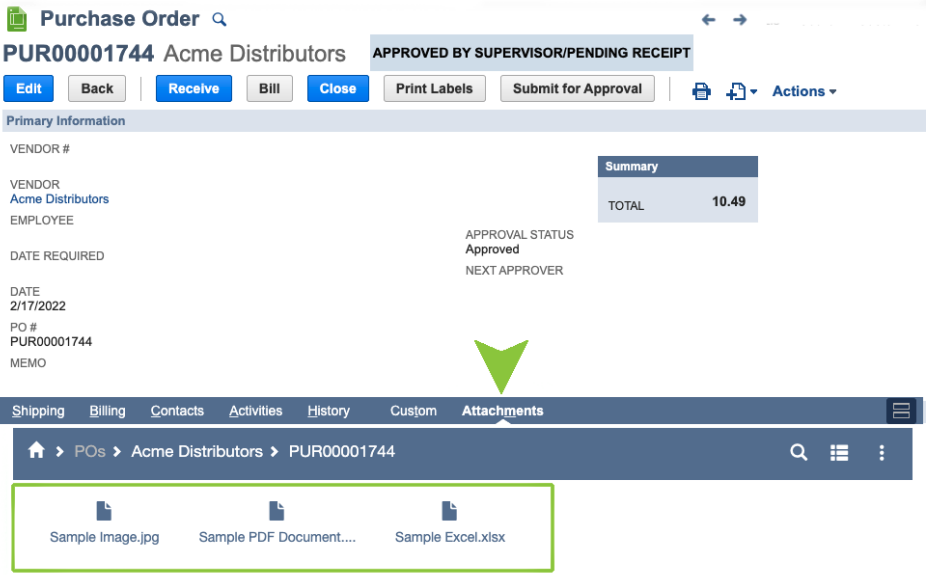 Purchase Order
PUR00001744 Acme Distributors APPROVED BY SUPERVISOR/PENDING RECEIPT
Edit Back Receive Bill Close Print Labels Submit for Approval Actions
Primary Information
VENDOR #
VENDOR
Acme Distributors
EMPLOYEE
DATE REQUIRED
DATE
2/17/2022
PO #
PUR00001744
MEMO
APPROVAL STATUS
Approved
NEXT APPROVER
Summary
TOTAL 10.49
Shipping Billing Contacts Activities History Custom Attachments
POs > Acme Distributors > PUR00001744
Sample Image.jpg Sample PDF Document.... Sample Excel.xlsx